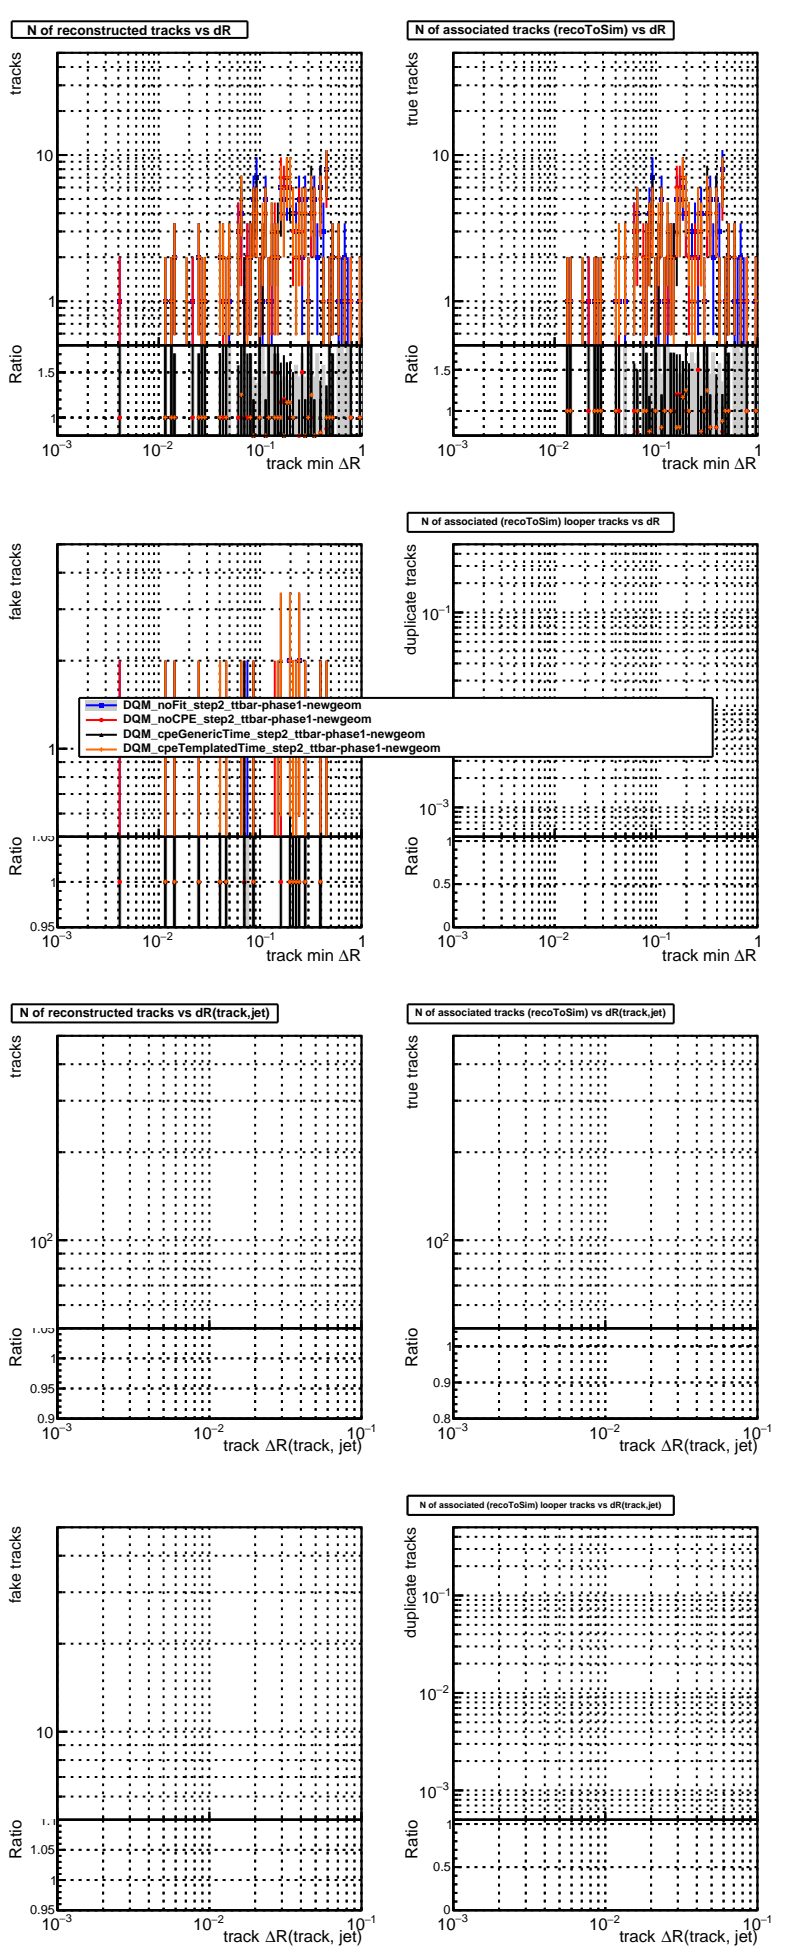 N of reconstructed tracks vs dR
tracks
10
1
Ratio
1.5
1
10−3
10−2
10−1
1
track min ΔR
N of associated tracks (recoToSim) vs dR
true tracks
10
1
Ratio
1.5
1
10−3
10−2
10−1
1
track min ΔR
fake tracks
1
Ratio
1.05
1
0.95
10−3
10−2
10−1
1
track min ΔR
N of associated (recoToSim) looper tracks vs dR
duplicate tracks
10−1
10−3
Ratio
1
0.5
0
10−3
10−2
10−1
1
track min ΔR
DQM_noFit_step2_ttbar-phase1-newgeom
DQM_noCPE_step2_ttbar-phase1-newgeom
DQM_cpeGenericTime_step2_ttbar-phase1-newgeom
DQM_cpeTemplatedTime_step2_ttbar-phase1-newgeom
N of reconstructed tracks vs dR(track,jet)
tracks
102
Ratio
1.05
1
0.95
0.9
10−3
10−2
10−1
track ΔR(track, jet)
N of associated tracks (recoToSim) vs dR(track,jet)
true tracks
102
Ratio
1
0.9
0.8
10−3
10−2
10−1
track ΔR(track, jet)
fake tracks
10
Ratio
1.1
1.05
1
0.95
10−3
10−2
10−1
track ΔR(track, jet)
N of associated (recoToSim) looper tracks vs dR(track,jet)
duplicate tracks
10−1
10−2
10−3
Ratio
1
0.5
0
10−3
10−2
10−1
track ΔR(track, jet)